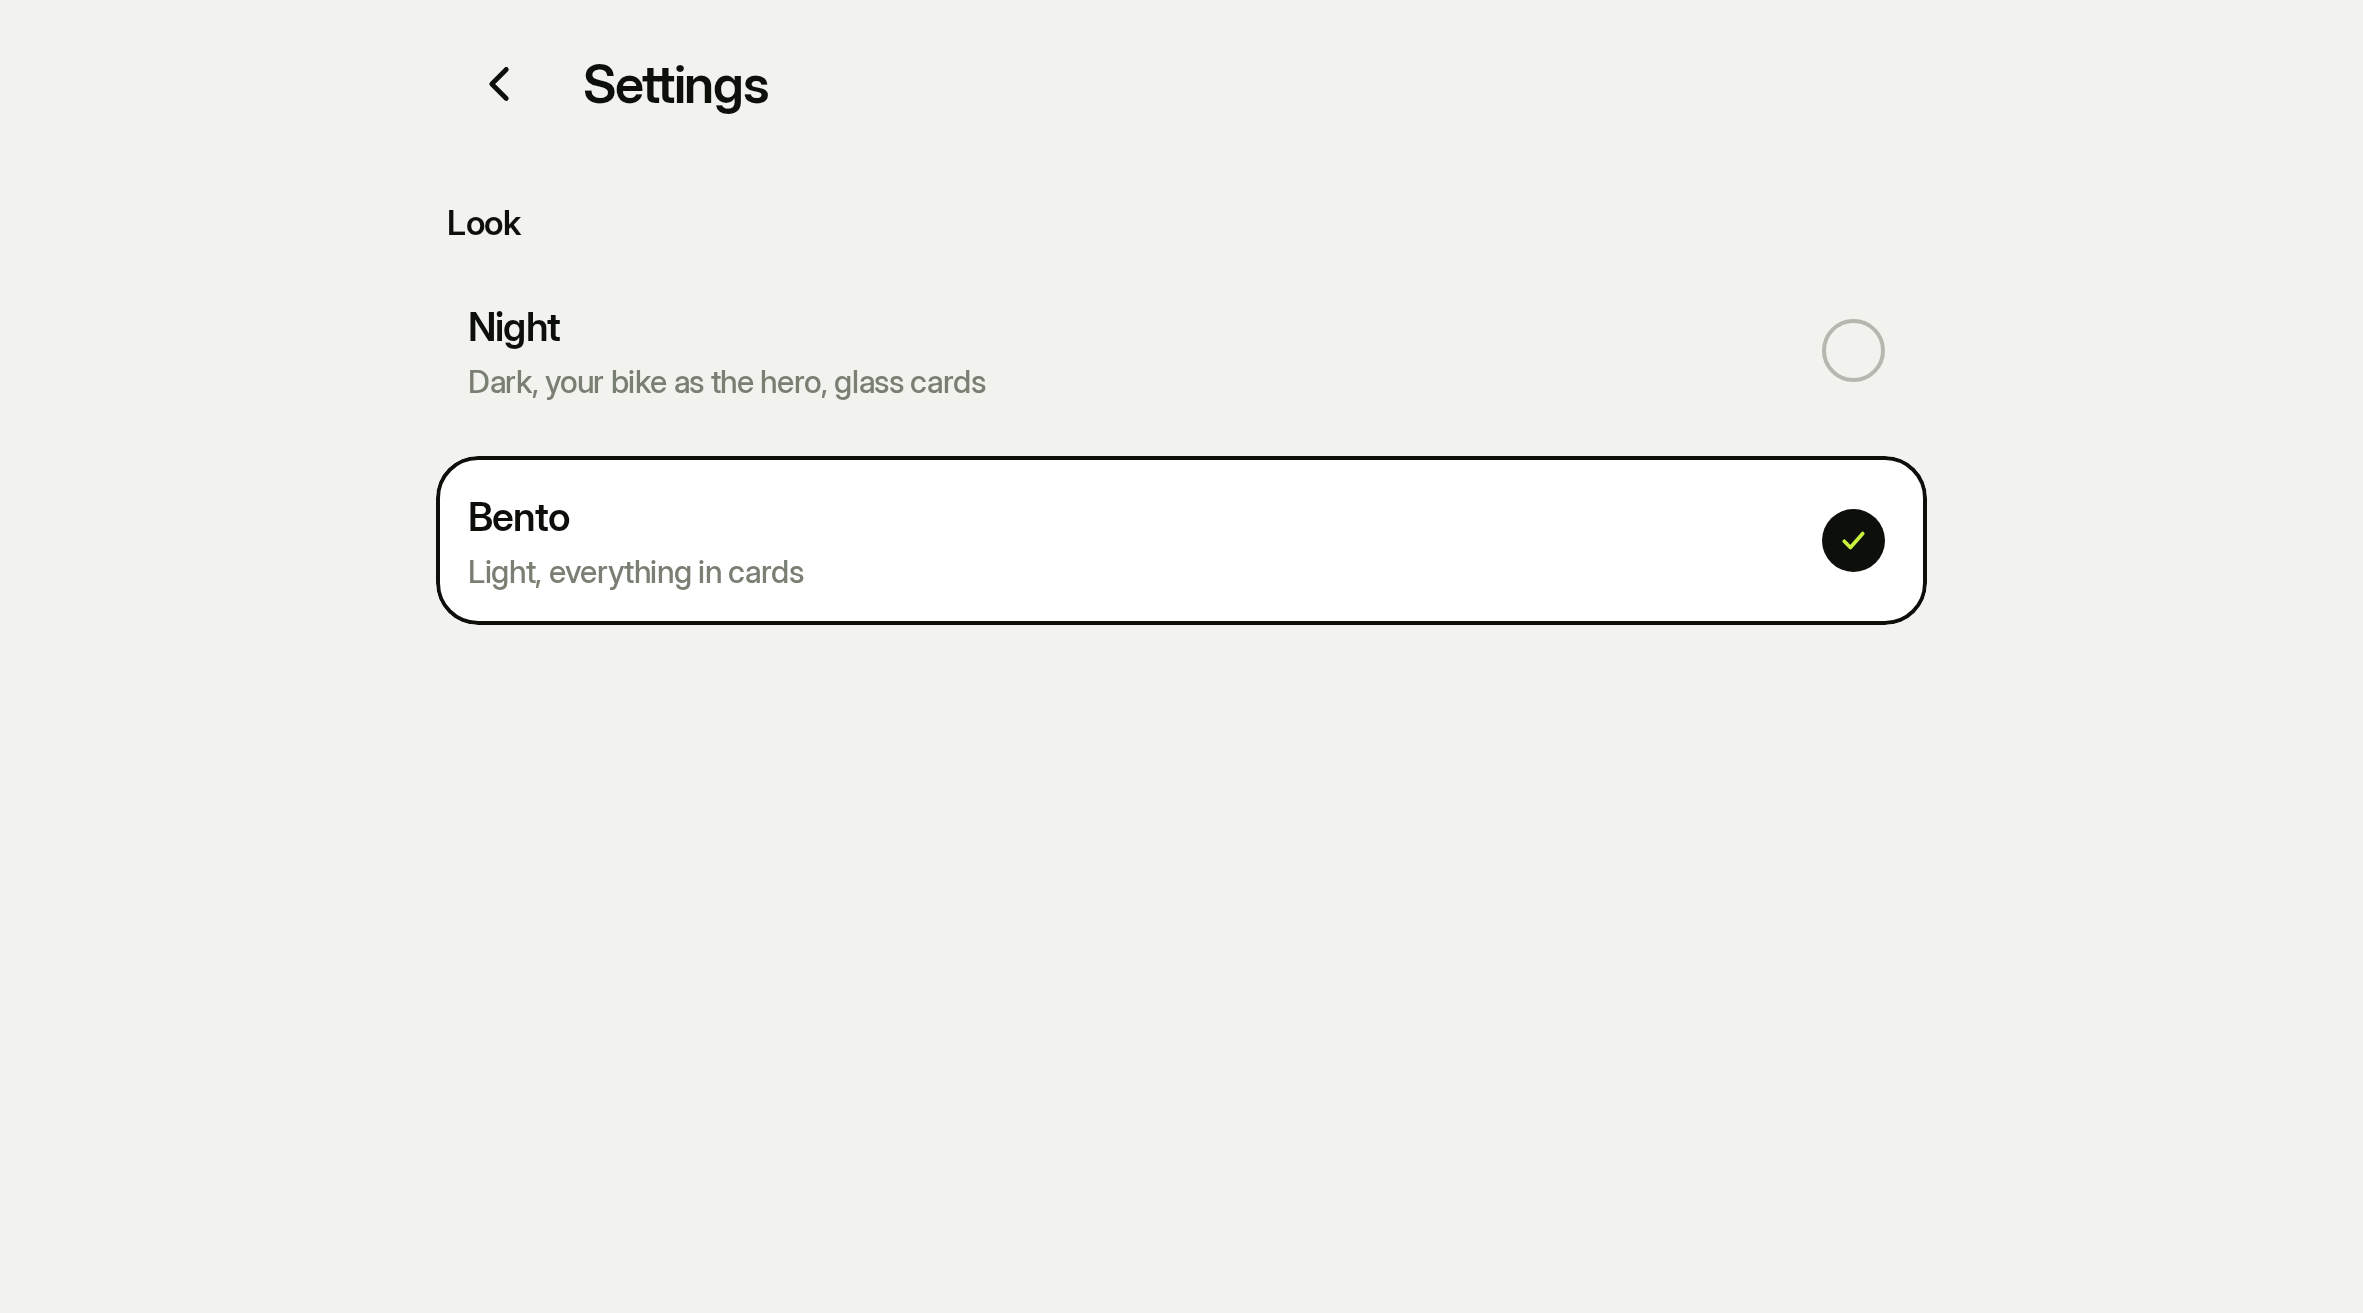 Settings
Look
Night
Dark, your bike as the hero, glass cards
Bento
Light, everything in cards